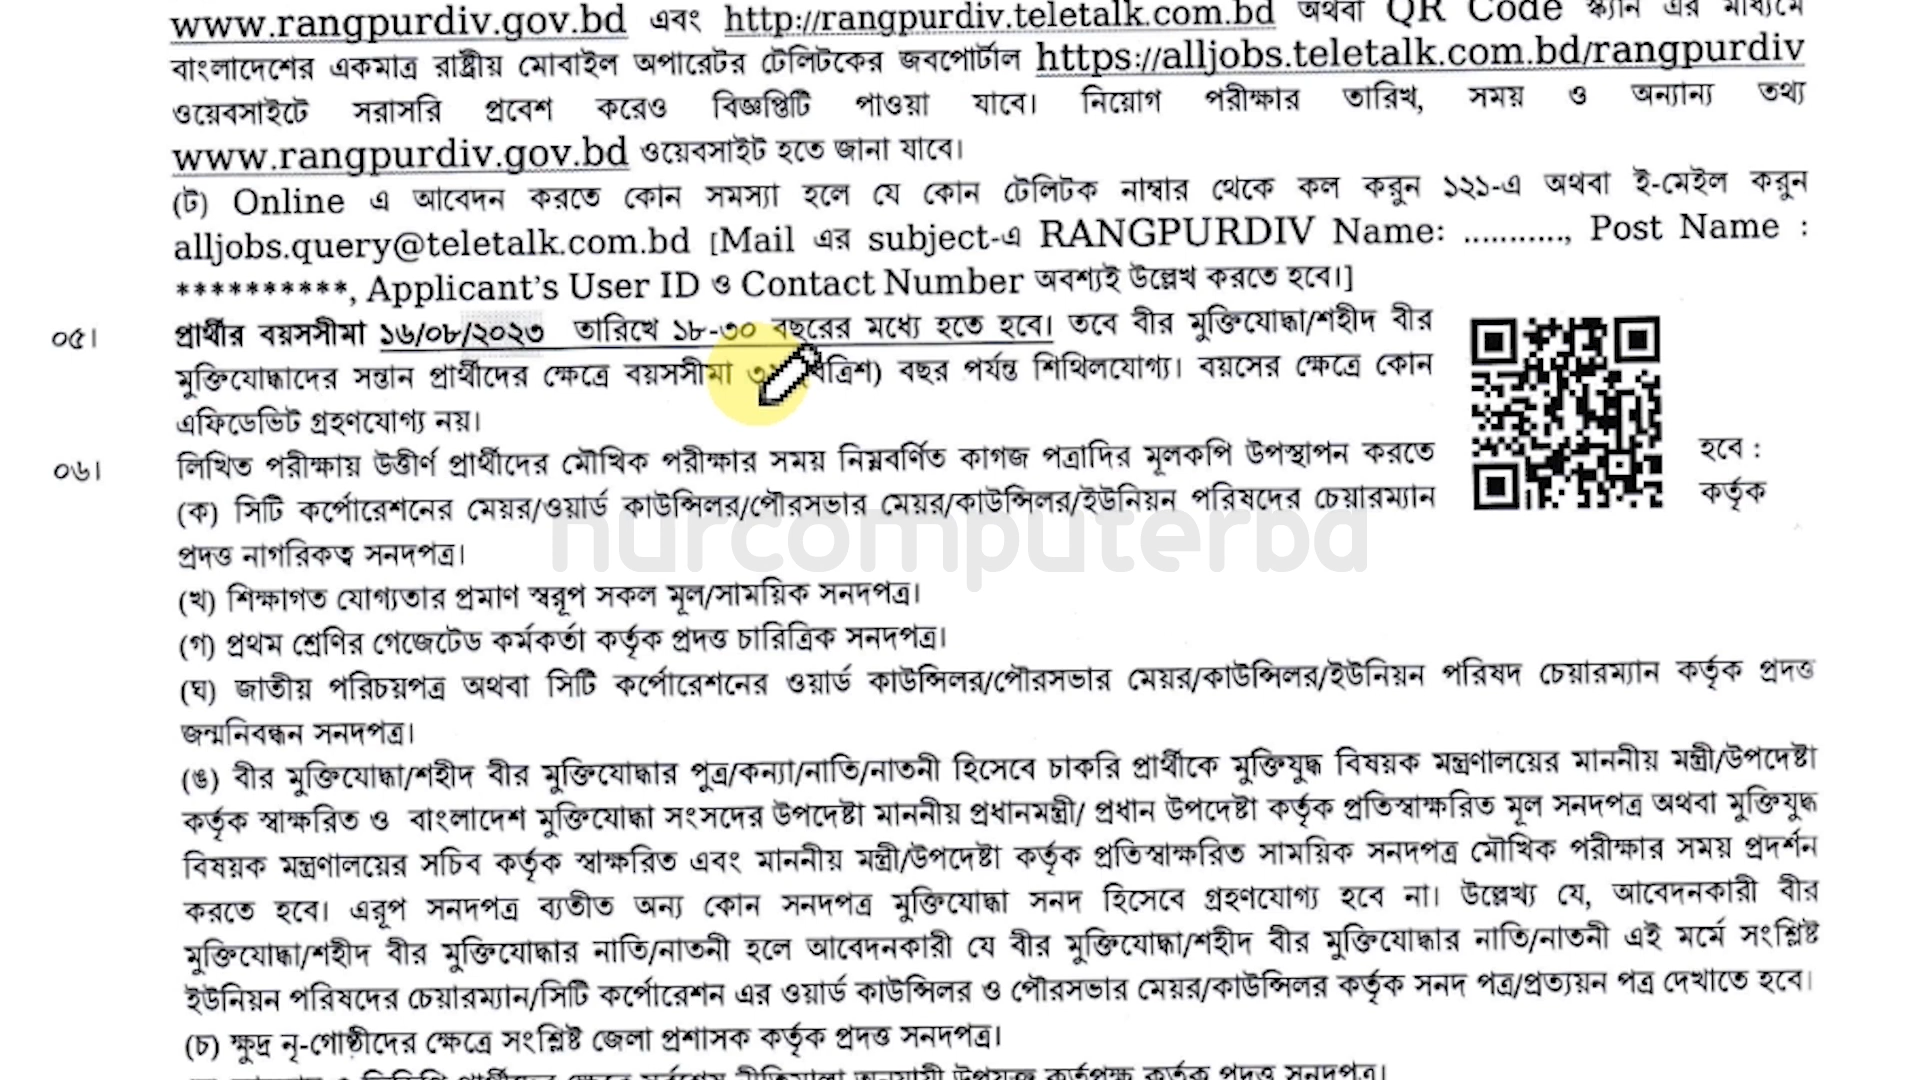 www.rangpurdiv.gov.bd এবং http://rangpurdiv.teletalk.com.bd অথবা QR Code স্ক্যান এর মাধ্যমে
বাংলাদেশের একমাত্র রাষ্ট্রীয় মোবাইল অপারেটর টেলিটকের জবপোর্টাল https://alljobs.teletalk.com.bd/rangpurdiv
ওয়েবসাইটে সরাসরি প্রবেশ করেও বিজ্ঞপ্তিটি পাওয়া যাবে। নিয়োগ পরীক্ষার তারিখ, সময় ও অন্যান্য তথ্য
www.rangpurdiv.gov.bd ওয়েবসাইট হতে জানা যাবে।
(ট) Online এ আবেদন করতে কোন সমস্যা হলে যে কোন টেলিটক নাম্বার থেকে কল করুন ১২১-এ অথবা ই-মেইল করুন
alljobs.query@teletalk.com.bd [Mail এর subject-এ RANGPURDIV Name: ..........., Post Name :
**********, Applicant’s User ID ও Contact Number অবশ্যই উল্লেখ করতে হবে।]
০৫। প্রার্থীর বয়সসীমা ১৬/০৮/২০২৩ তারিখে ১৮-৩০ বছরের মধ্যে হতে হবে। তবে বীর মুক্তিযোদ্ধা/শহীদ বীর
মুক্তিযোদ্ধাদের সন্তান প্রার্থীদের ক্ষেত্রে বয়সসীমা বছর পর্যন্ত শিথিলযোগ্য। বয়সের ক্ষেত্রে কোন
এফিডেভিট গ্রহণযোগ্য নয়।
০৬। লিখিত পরীক্ষায় উত্তীর্ণ প্রার্থীদের মৌখিক পরীক্ষার সময় নিম্নবর্ণিত কাগজ পত্রাদির মূলকপি উপস্থাপন করতে হবে :
(ক) সিটি কর্পোরেশনের মেয়র/ওয়ার্ড কাউন্সিলর/পৌরসভার মেয়র/কাউন্সিলর/ইউনিয়ন পরিষদের চেয়ারম্যান কর্তৃক
প্রদত্ত নাগরিকত্ব সনদপত্র।
nurcomputerbd
(খ) শিক্ষাগত যোগ্যতার প্রমাণ স্বরূপ সকল মূল/সাময়িক সনদপত্র।
(গ) প্রথম শ্রেণির গেজেটেড কর্মকর্তা কর্তৃক প্রদত্ত চারিত্রিক সনদপত্র।
(ঘ) জাতীয় পরিচয়পত্র অথবা সিটি কর্পোরেশনের ওয়ার্ড কাউন্সিলর/পৌরসভার মেয়র/কাউন্সিলর/ইউনিয়ন পরিষদ চেয়ারম্যান কর্তৃক প্রদত্ত
জন্মনিবন্ধন সনদপত্র।
(ঙ) বীর মুক্তিযোদ্ধা/শহীদ বীর মুক্তিযোদ্ধার পুত্র/কন্যা/নাতি/নাতনী হিসেবে চাকরি প্রার্থীকে মুক্তিযুদ্ধ বিষয়ক মন্ত্রণালয়ের মাননীয় মন্ত্রী/উপদেষ্টা
কর্তৃক স্বাক্ষরিত ও বাংলাদেশ মুক্তিযোদ্ধা সংসদের উপদেষ্টা মাননীয় প্রধানমন্ত্রী/ প্রধান উপদেষ্টা কর্তৃক প্রতিস্বাক্ষরিত মূল সনদপত্র অথবা মুক্তিযুদ্ধ
বিষয়ক মন্ত্রণালয়ের সচিব কর্তৃক স্বাক্ষরিত এবং মাননীয় মন্ত্রী/উপদেষ্টা কর্তৃক প্রতিস্বাক্ষরিত সাময়িক সনদপত্র মৌখিক পরীক্ষার সময় প্রদর্শন
করতে হবে। এরূপ সনদপত্র ব্যতীত অন্য কোন সনদপত্র মুক্তিযোদ্ধা সনদ হিসেবে গ্রহণযোগ্য হবে না। উল্লেখ্য যে, আবেদনকারী বীর
মুক্তিযোদ্ধা/শহীদ বীর মুক্তিযোদ্ধার নাতি/নাতনী হলে আবেদনকারী যে বীর মুক্তিযোদ্ধা/শহীদ বীর মুক্তিযোদ্ধার নাতি/নাতনী এই মর্মে সংশ্লিষ্ট
ইউনিয়ন পরিষদের চেয়ারম্যান/সিটি কর্পোরেশন এর ওয়ার্ড কাউন্সিলর ও পৌরসভার মেয়র/কাউন্সিলর কর্তৃক সনদ পত্র/প্রত্যয়ন পত্র দেখাতে হবে।
(চ) ক্ষুদ্র নৃ-গোষ্ঠীদের ক্ষেত্রে সংশ্লিষ্ট জেলা প্রশাসক কর্তৃক প্রদত্ত সনদপত্র।